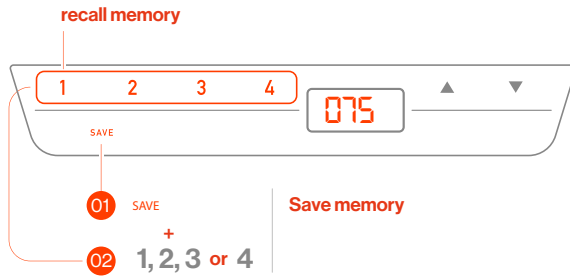 recall memory
1 2 3 4
075
▲ ▼
SAVE
01 SAVE
Save memory
+
02 1, 2, 3 or 4